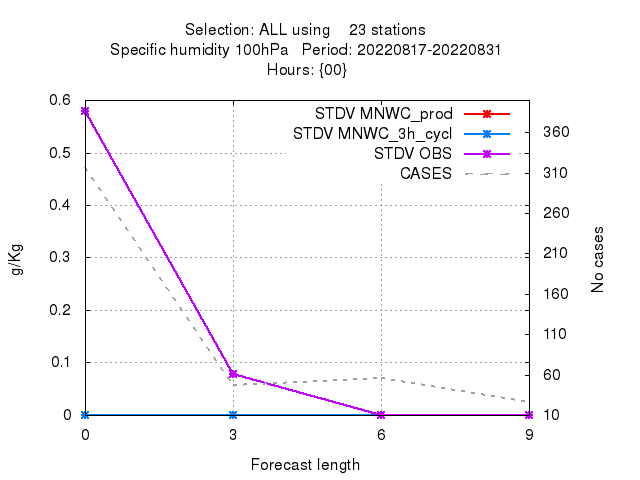 Selection: ALL using    23 stations
Specific humidity 100hPa   Period: 20220817-20220831
Hours: {00}
STDV MNWC_prod
STDV MNWC_3h_cycl
STDV OBS
CASES
0.6
0.5
0.4
0.3
0.2
0.1
0
g/Kg
360
310
260
210
160
110
60
10
No cases
0 3 6 9
Forecast length